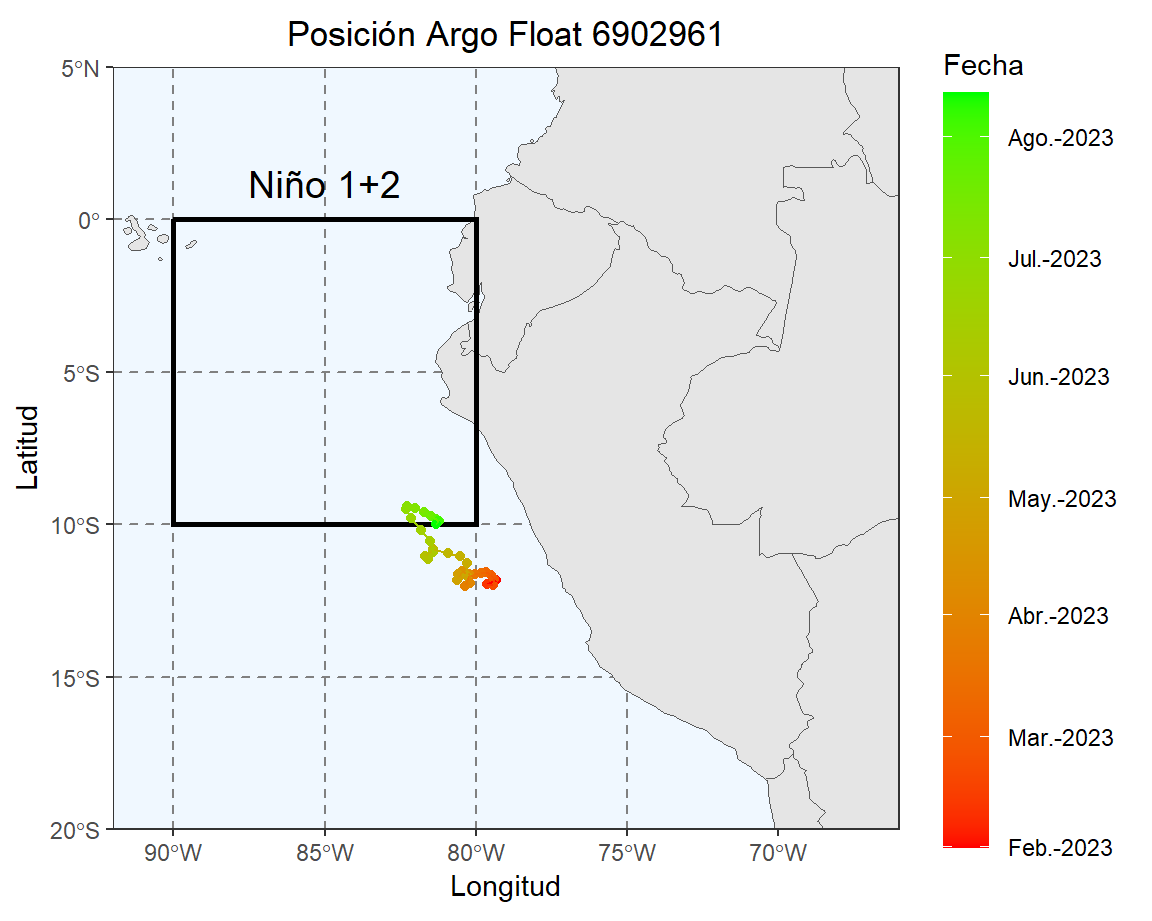 Posición Argo Float 6902961
Fecha
5°N
0°
5°S
10°S
15°S
20°S
Latitud
Niño 1+2
90°W
85°W
80°W
75°W
70°W
Longitud
Ago.-2023
Jul.-2023
Jun.-2023
May.-2023
Abr.-2023
Mar.-2023
Feb.-2023